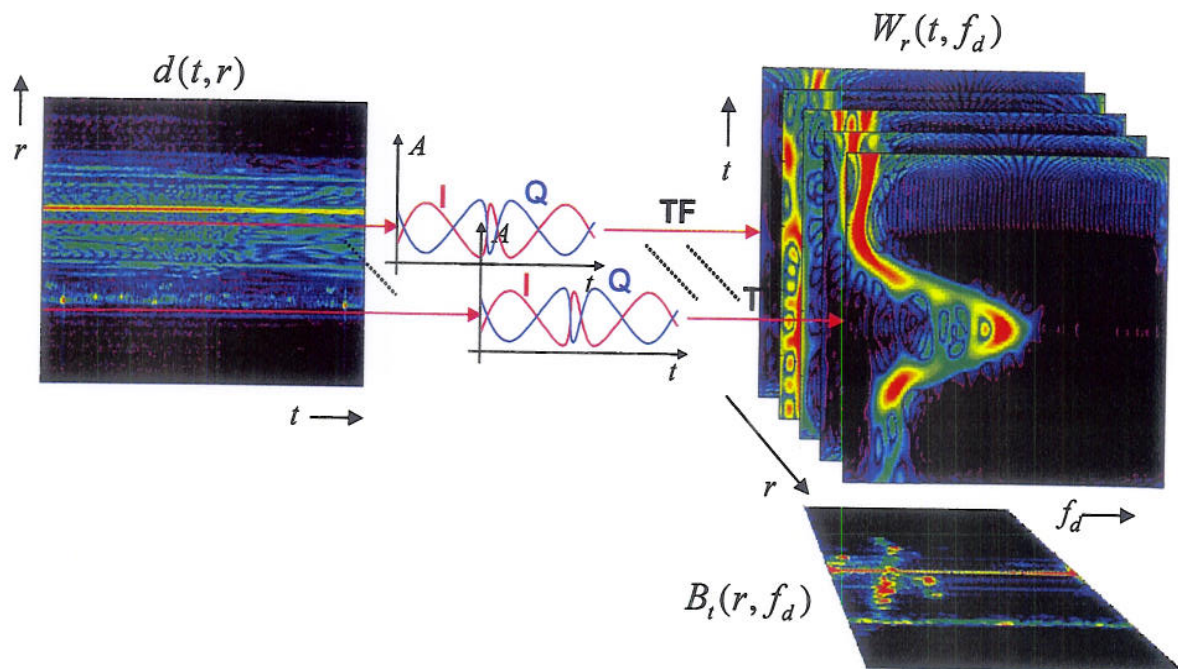 W_r(t, f_d)
d(t, r)
r
t
A
I
Q
TF
A
t
I
Q
T
t
t
r
f_d
B_t(r, f_d)